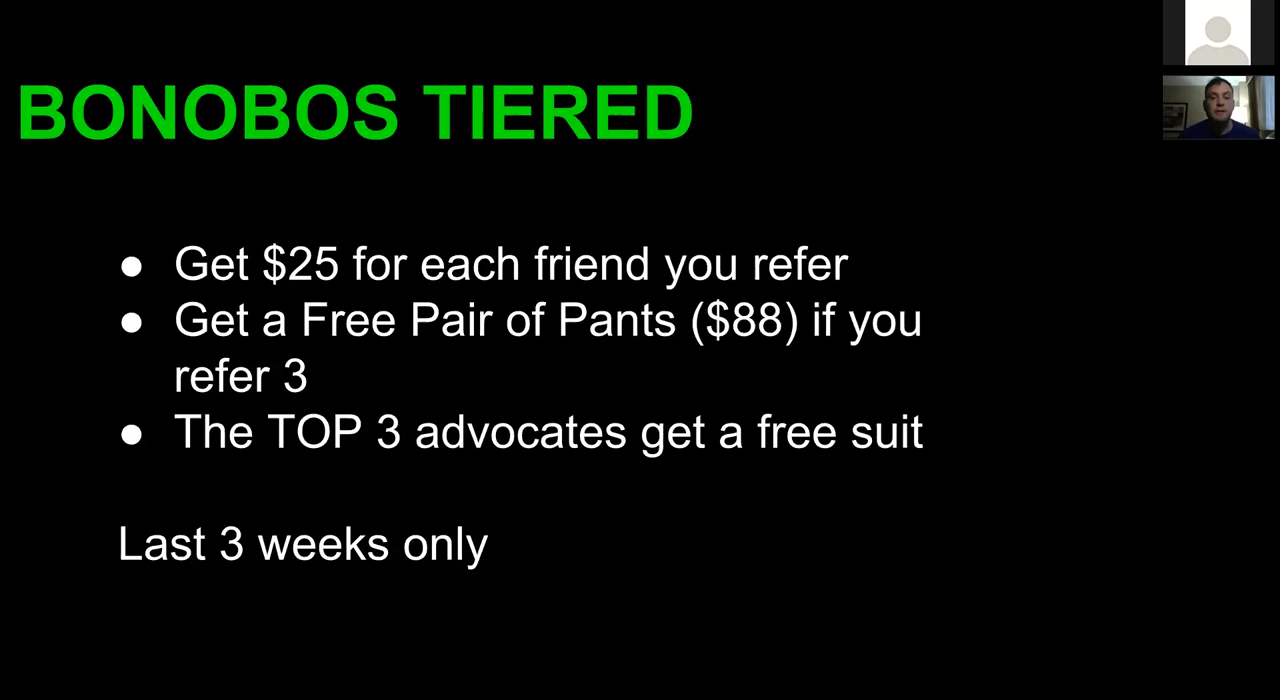 BONOBOS TIERED
● Get $25 for each friend you refer
● Get a Free Pair of Pants ($88) if you
refer 3
● The TOP 3 advocates get a free suit
Last 3 weeks only